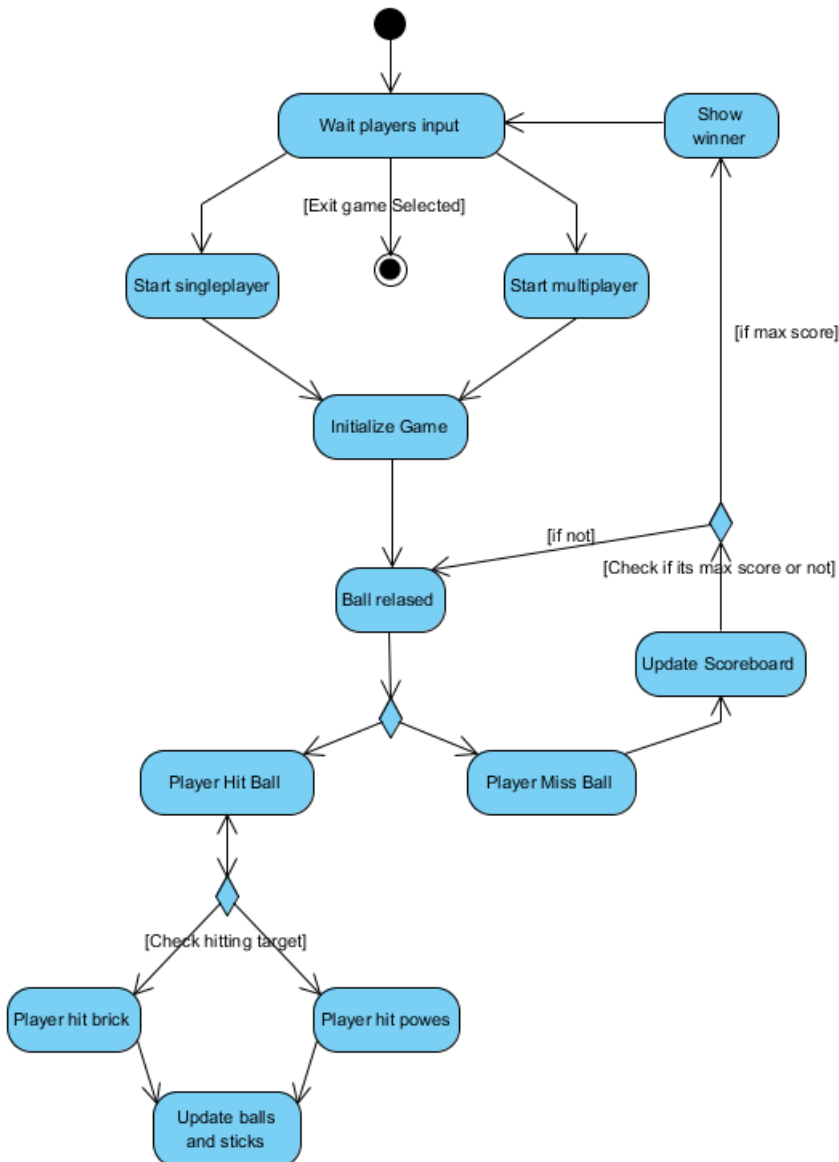 Wait players input
Show
winner
[Exit game Selected]
Start singleplayer
Start multiplayer
[if max score]
Initialize Game
[if not]
[Check if its max score or not]
Ball relased
Update Scoreboard
Player Hit Ball
Player Miss Ball
[Check hitting target]
Player hit brick
Player hit powes
Update balls
and sticks